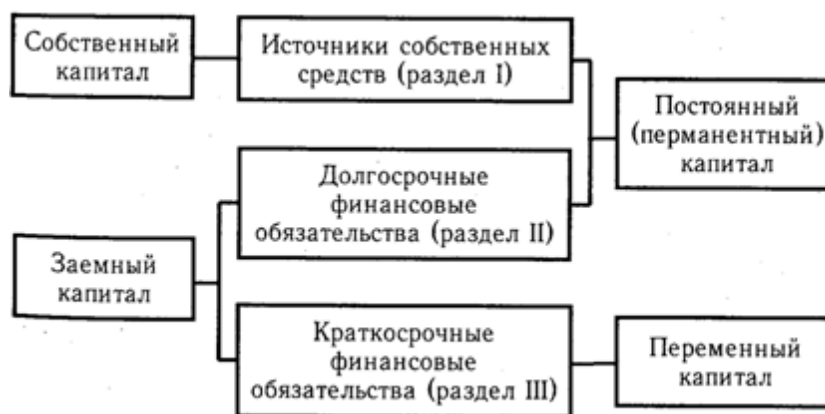 Собственный
капитал
Источники собственных
средств (раздел I)
Постоянный
(перманентный)
капитал
Долгосрочные
финансовые
обязательства (раздел II)
Заемный
капитал
Краткосрочные
финансовые
обязательства (раздел III)
Переменный
капитал